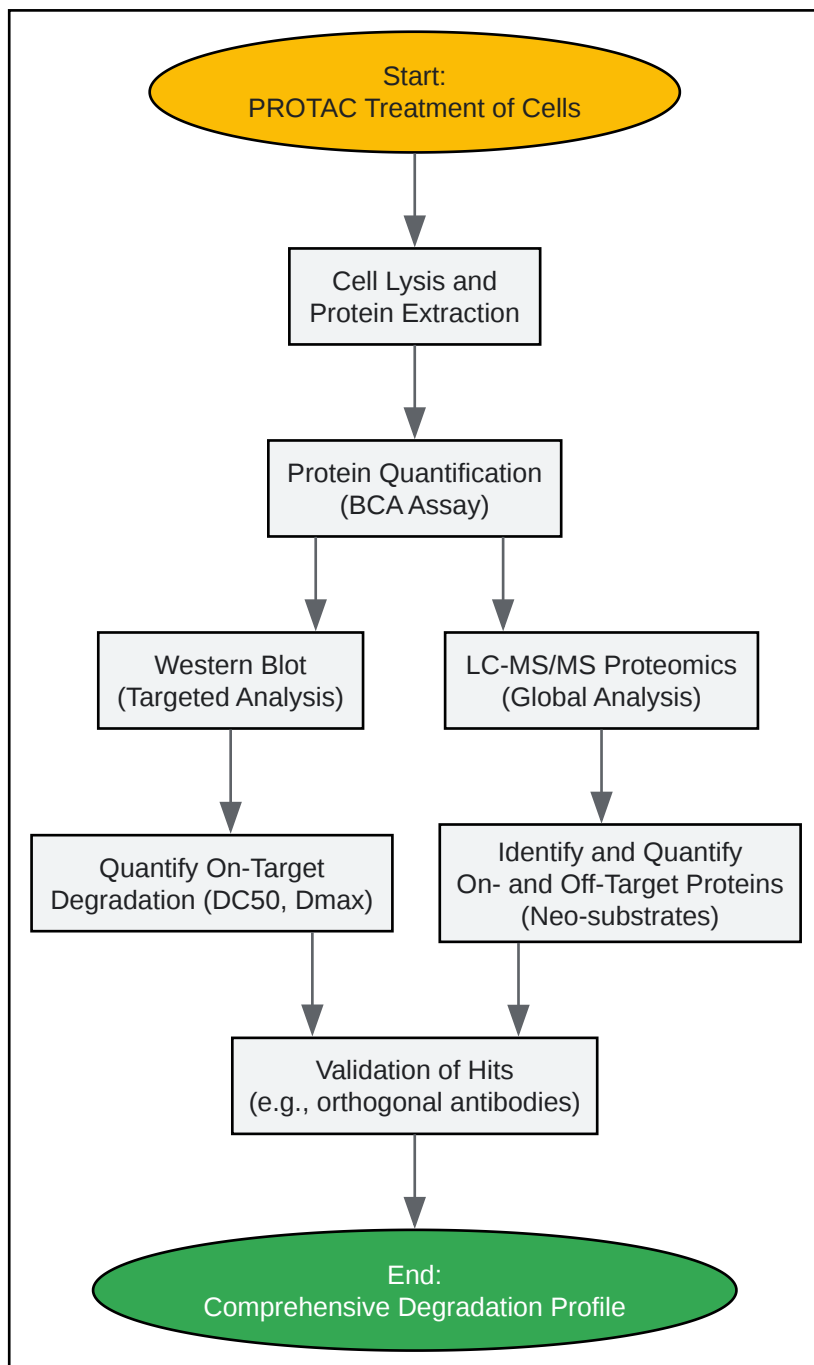 Start:
PROTAC Treatment of Cells
Cell Lysis and
Protein Extraction
Protein Quantification
(BCA Assay)
Western Blot
(Targeted Analysis)
LC-MS/MS Proteomics
(Global Analysis)
Quantify On-Target
Degradation (DC50, Dmax)
Identify and Quantify
On- and Off-Target Proteins
(Neo-substrates)
Validation of Hits
(e.g., orthogonal antibodies)
End:
Comprehensive Degradation Profile